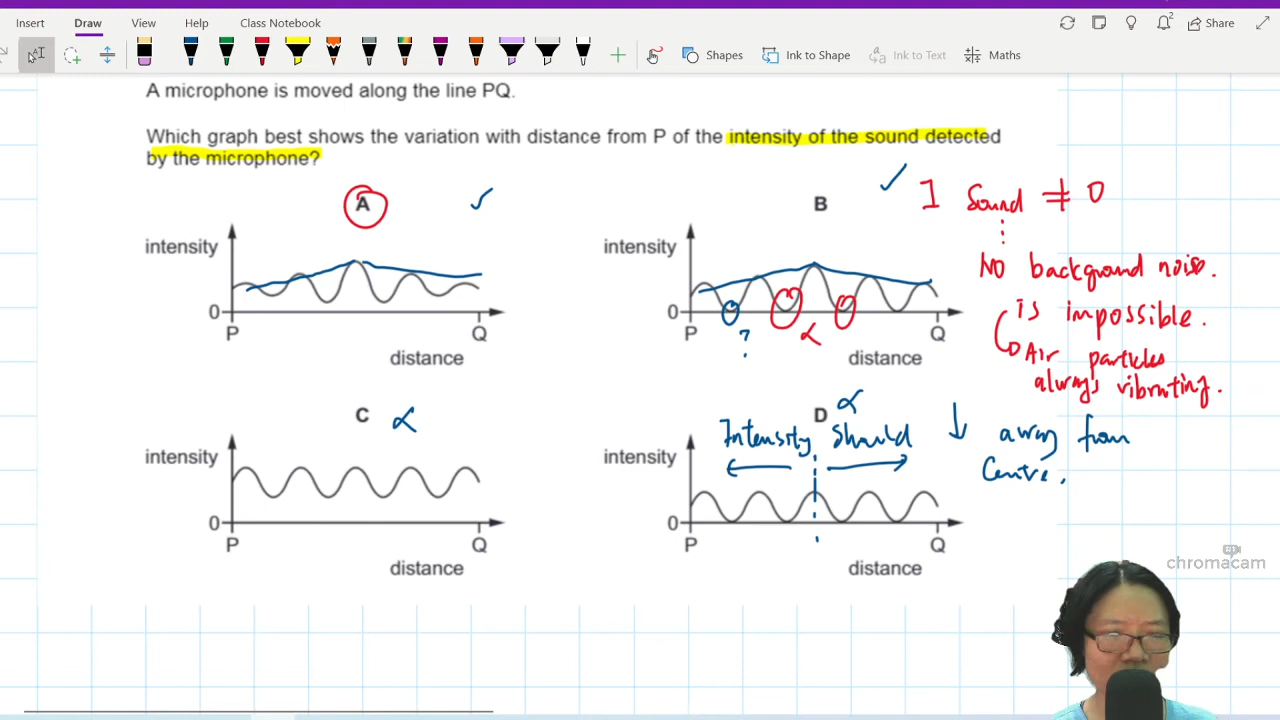 Insert Draw View Help Class Notebook Share
Shapes Ink to Shape Ink to Text Maths
A microphone is moved along the line PQ.
Which graph best shows the variation with distance from P of the intensity of the sound detected
by the microphone?
A
intensity
0
P
Q
distance
B
intensity
0
P
Q
distance
?
I Sound ≠ 0
No background noise.
is impossible.
Air particles
always vibrating.
C
intensity
0
P
Q
distance
D
Intensity should ↓ away from
centre.
intensity
0
P
Q
distance
chromacam